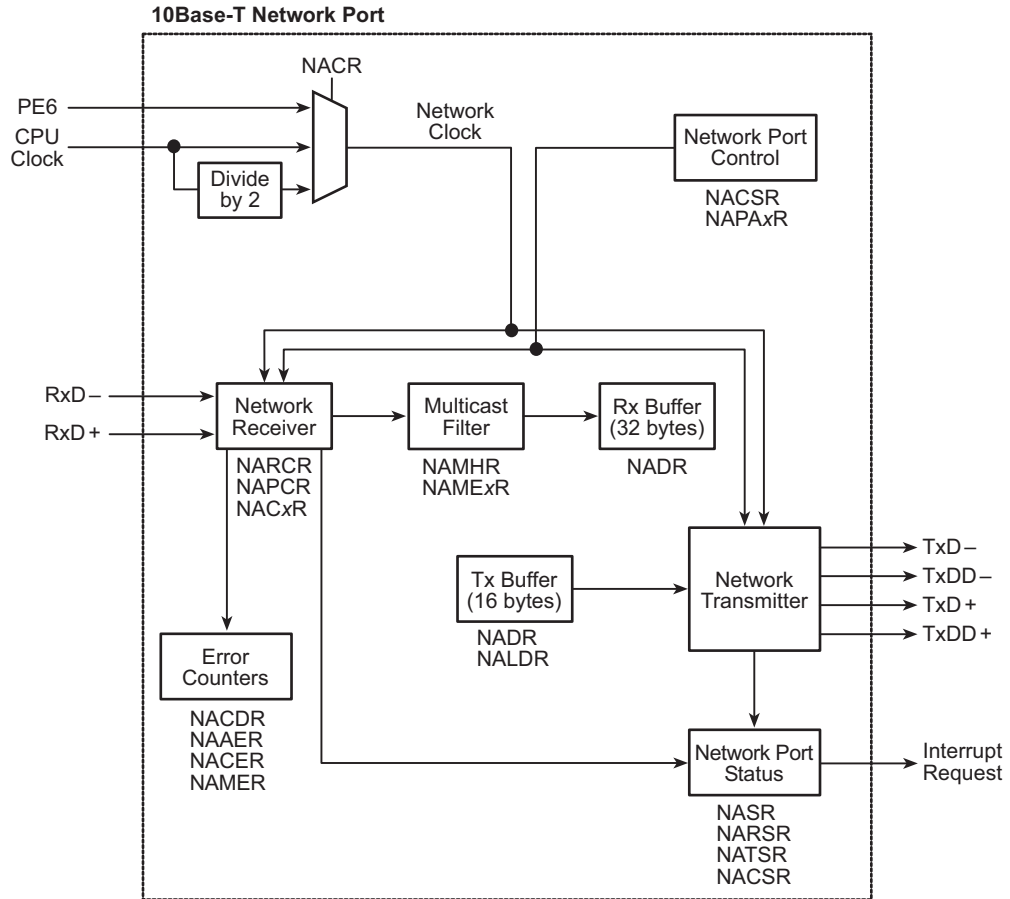 10Base-T Network Port
NACR
PE6
CPU
Clock
Divide
by 2
Network
Clock
Network Port
Control
NACSR
NAPAxR
RxD–
RxD+
Network
Receiver
NARCR
NAPCR
NACxR
Multicast
Filter
NAMHR
NAMExR
Rx Buffer
(32 bytes)
NADR
Tx Buffer
(16 bytes)
NADR
NALDR
Network
Transmitter
TxD–
TxDD–
TxD+
TxDD+
Error
Counters
NACDR
NAAER
NACER
NAMER
Network Port
Status
NASR
NARSR
NATSR
NACSR
Interrupt
Request